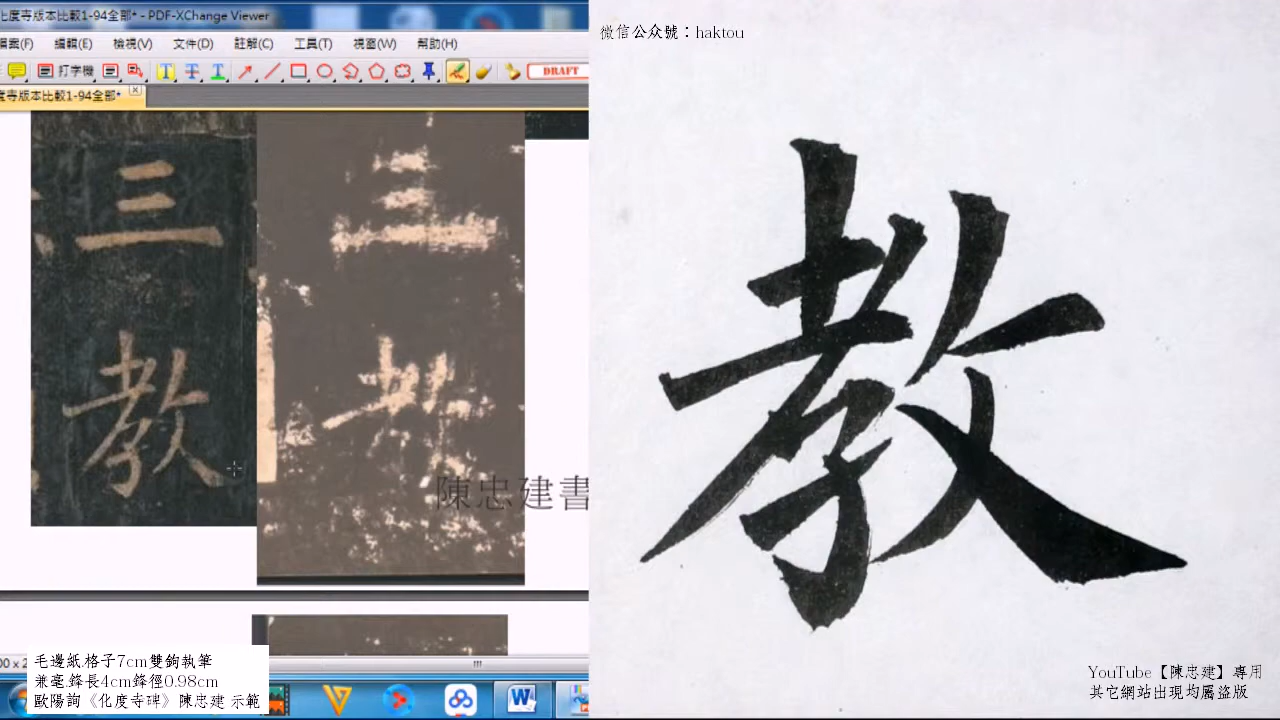 化度寺版本比較1-94全部* - PDF-XChange Viewer
檔案(F) 編輯(E) 檢視(V) 文件(D) 註解(C) 工具(T) 視窗(W) 幫助(H)
打字機
DRAFT
化度寺版本比較1-94全部*
三
教
三
教
陳忠建書
毛邊紙格子7cm雙鉤執筆
兼毫鋒長4cm鋒徑0.98cm
歐陽詢《化度寺碑》陳忠建 示範
微信公众號：haktou
教
YouTube【陳忠建】專用
其它網站出現均屬盜版